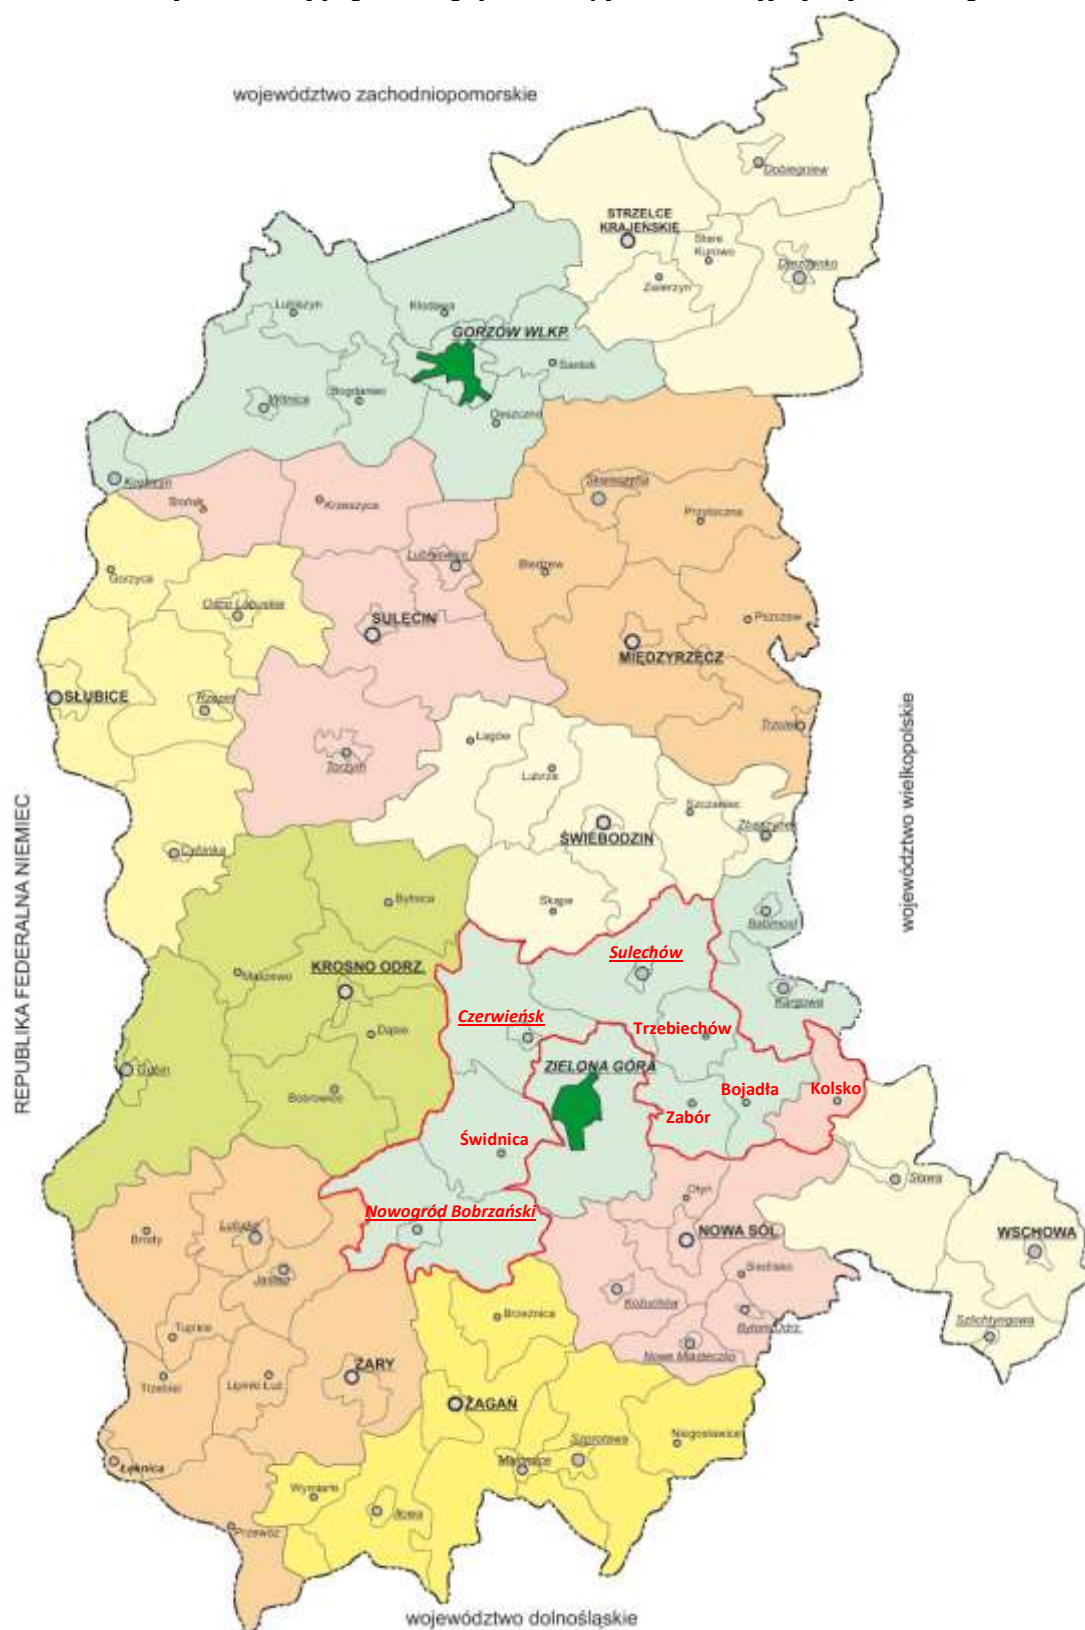 województwo zachodniopomorskie
Dobiegniew
STRZELCE
KRAJEŃSKIE
Stare
Kurowo
Drezdenko
Zwierzyn
Lubiszyn
Kłodawa
GORZÓW WLKP.
Santok
Witnica
Bogdaniec
Deszczno
Kostrzyn
Skwierzyna
Słońsk
Krzeszyce
Przytoczna
Lubniewice
Bledzew
Gorzyca
Ośno Lubuskie
SULĘCIN
Pszczew
MIĘDZYRZECZ
SŁUBICE
Rzepin
Trzciel
województwo wielkopolskie
Łagów
Torzym
Lubrza
Szczaniec
Zbąszynek
ŚWIEBODZIN
REPUBLIKA FEDERALNA NIEMIEC
Cybinka
Bytnica
Skąpe
Babimost
Sulechów
KROSNO ODRZ.
Maszewo
Kargowa
Czerwieńsk
Dąbie
Trzebiechów
ZIELONA GÓRA
Gubin
Bobrowice
Bojadła
Kolsko
Zabór
Świdnica
Sława
Otyń
Nowogród Bobrzański
Brody
Lubsko
NOWA SÓL
WSCHOWA
Jasień
Siedlisko
Kożuchów
Bytom Odrz.
Brzeźnica
Szlichtyngowa
Tuplice
Nowe Miasteczko
ŻARY
Trzebiel
Lipinki Łuż.
ŻAGAŃ
Niegosławice
Szprotawa
Małomice
Łęknica
Wymiarki
Iłowa
Przewóz
województwo dolnośląskie